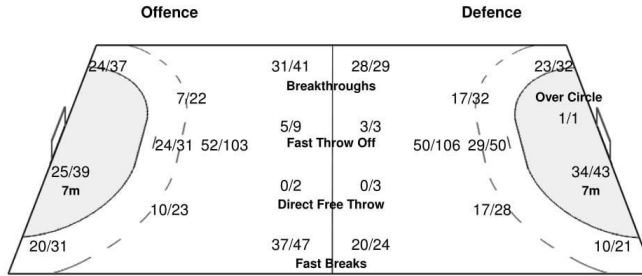 Offence Defence
24/37 31/41 28/29 23/32
Breakthroughs
7/22 17/32 Over Circle
1/1
5/9 3/3
24/31 52/103 Fast Throw Off 50/106 29/50
25/39 34/43
7m 7m
0/2 0/3
Direct Free Throw
10/23 17/28
20/31 37/47 20/24 10/21
Fast Breaks